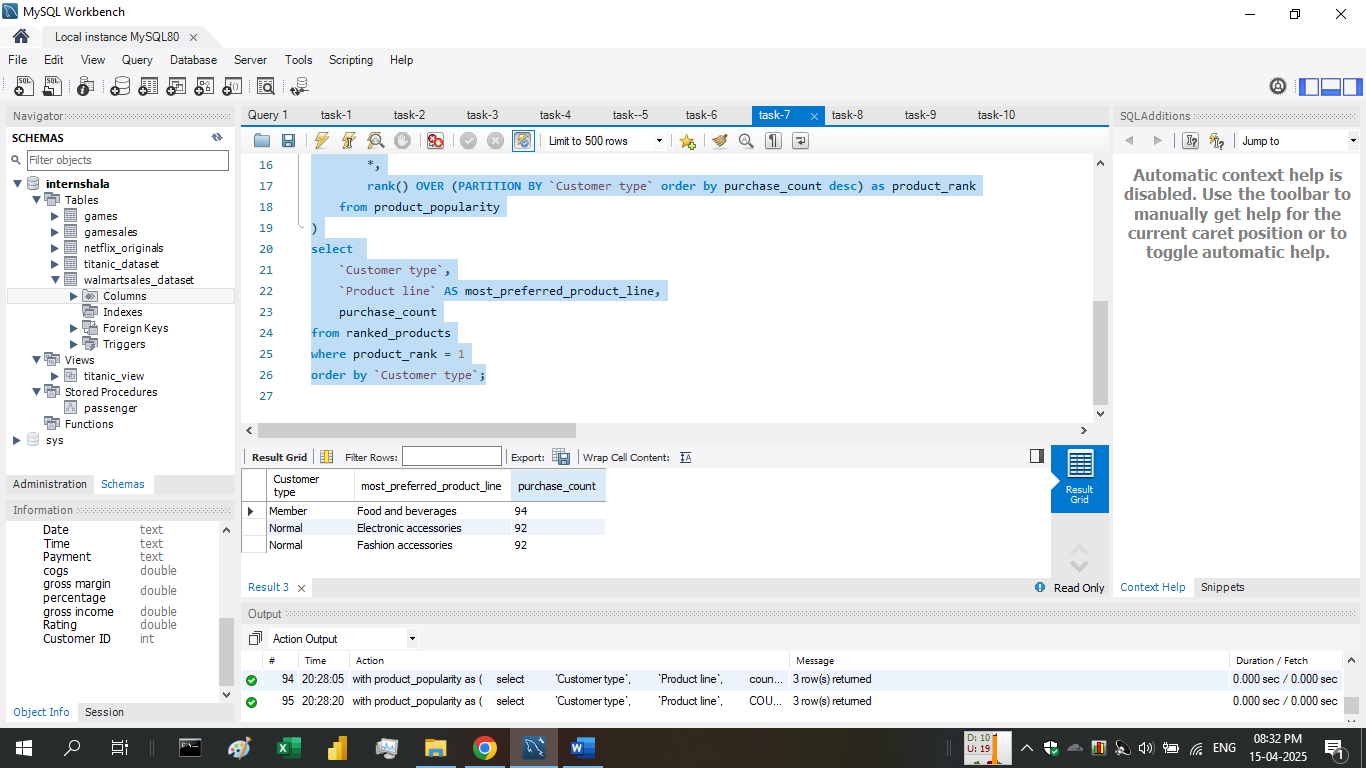 MySQL Workbench
Local instance MySQL80
File Edit View Query Database Server Tools Scripting Help
Navigator
SCHEMAS
Filter objects
internshala
Tables
games
gamesales
netflix_originals
titanic_dataset
walmartsales_dataset
Columns
Indexes
Foreign Keys
Triggers
Views
titanic_view
Stored Procedures
passenger
Functions
sys
Administration Schemas
Information
Date text
Time text
Payment text
cogs double
gross margin
percentage double
gross income double
Rating double
Customer ID int
Object Info Session
Query 1 task-1 task-2 task-3 task-4 task--5 task-6 task-7 task-8 task-9 task-10
Limit to 500 rows
16 *,
17 rank() OVER (PARTITION BY `Customer type` order by purchase_count desc) as product_rank
18 from product_popularity
19 )
20 select
21 `Customer type`,
22 `Product line` AS most_preferred_product_line,
23 purchase_count
24 from ranked_products
25 where product_rank = 1
26 order by `Customer type`;
27
Result Grid Filter Rows: Export: Wrap Cell Content:
Customer
type most_preferred_product_line purchase_count
Member Food and beverages 94
Normal Electronic accessories 92
Normal Fashion accessories 92
Result
Grid
Result 3
Read Only
SQLAdditions
Jump to
Automatic context help is
disabled. Use the toolbar to
manually get help for the
current caret position or to
toggle automatic help.
Context Help Snippets
Output
Action Output
# Time Action Message Duration / Fetch
94 20:28:05 with product_popularity as ( select `Customer type`, `Product line`, coun... 3 row(s) returned 0.000 sec / 0.000 sec
95 20:28:20 with product_popularity as ( select `Customer type`, `Product line`, COU... 3 row(s) returned 0.000 sec / 0.000 sec
D: 10
U: 19
ENG
08:32 PM
15-04-2025
1